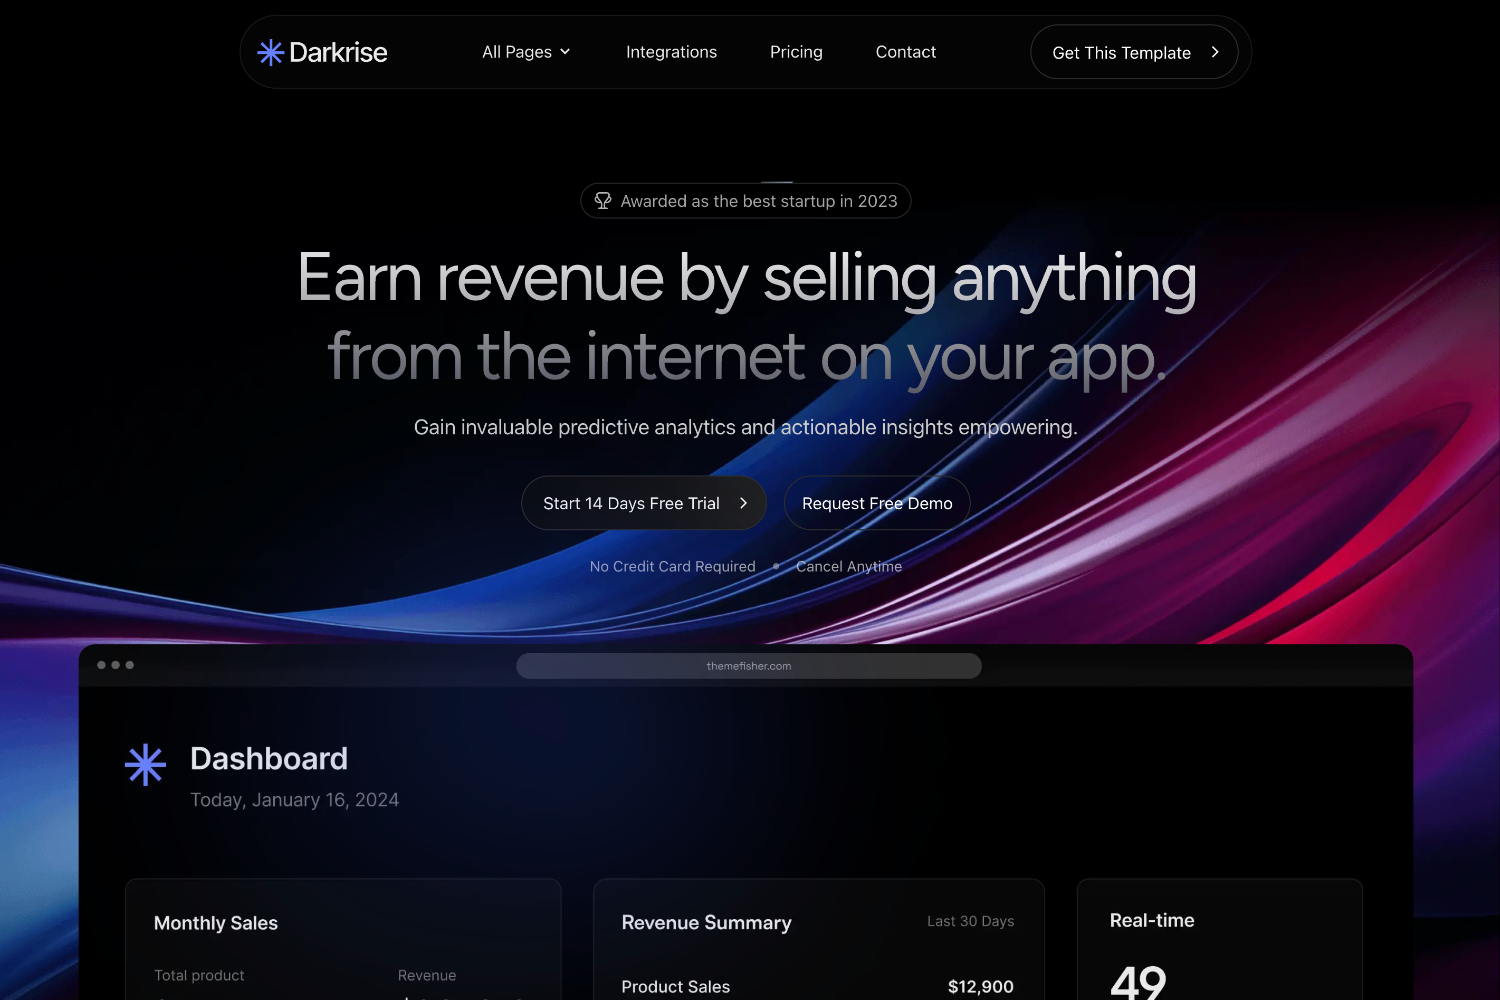 Darkrise
All Pages
Integrations
Pricing
Contact
Get This Template
Awarded as the best startup in 2023
Earn revenue by selling anything
from the internet on your app.
Gain invaluable predictive analytics and actionable insights empowering.
Start 14 Days Free Trial
Request Free Demo
No Credit Card Required • Cancel Anytime
themefisher.com
Dashboard
Today, January 16, 2024
Monthly Sales
Total product
Revenue
Revenue Summary
Last 30 Days
Product Sales
$12,900
Real-time
49